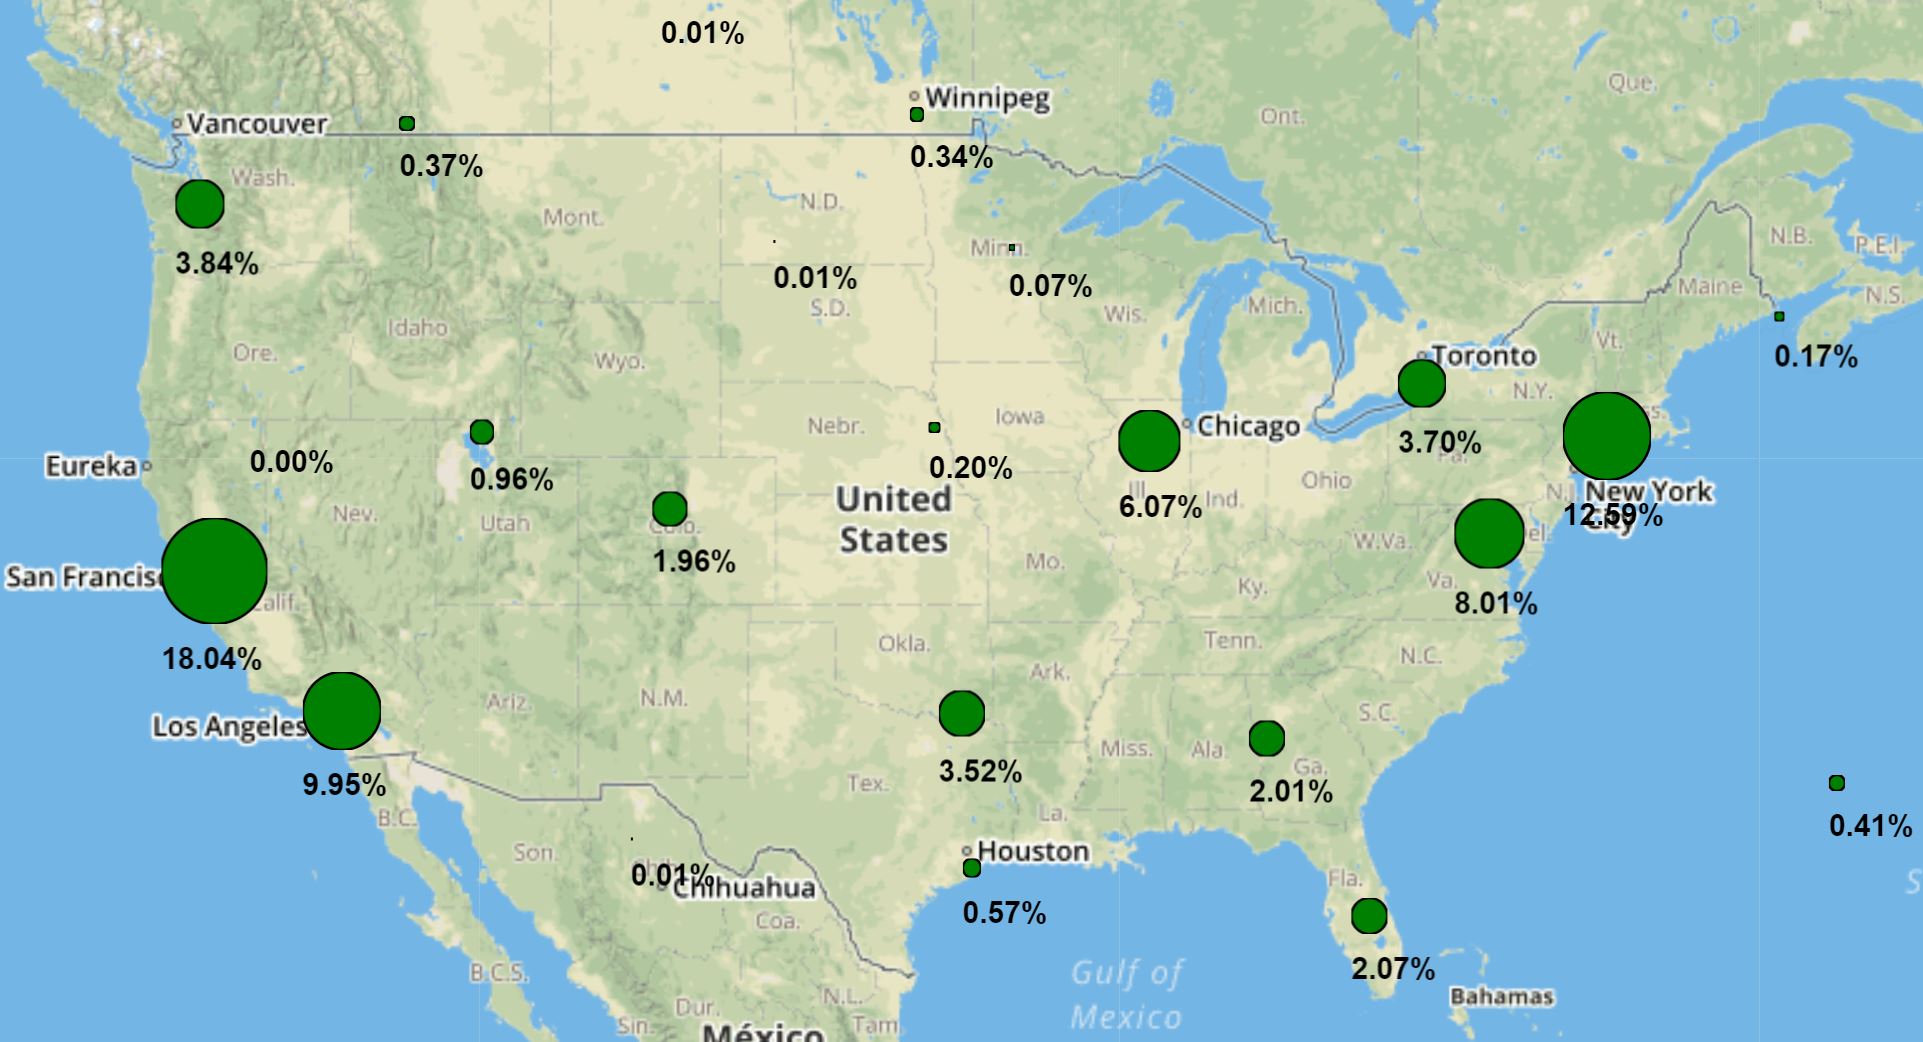 0.01%
Que.
Winnipeg
Vancouver
Ont.
0.34%
0.37%
Wash.
N.D.
Mont.
Minn.
N.B.
P.E.I.
3.84%
0.01%
0.07%
Maine
N.S.
S.D.
Mich.
Wis.
Idaho
Ore.
Wyo.
Vt.
Toronto
0.17%
N.Y.
Iowa
Nebr.
Chicago
3.70%
Eureka
0.00%
0.96%
0.20%
Ohio
United
States
Ill.
Ind.
6.07%
New York
City
12.59%
Nev.
Utah
1.96%
Mo.
W.Va.
San Francisc
Va.
Ky.
8.01%
Calif.
18.04%
Okla.
Tenn.
N.C.
Ark.
Ariz.
N.M.
Los Angeles
S.C.
Miss.
Ala.
Ga.
9.95%
3.52%
Tex.
2.01%
B.C.
La.
0.41%
Son.
Houston
0.01%
Chihuahua
Fla.
0.57%
Coa.
B.C.S.
Gulf of
Mexico
2.07%
Bahamas
N.L.
Dur.
Sin.
Tam.
México